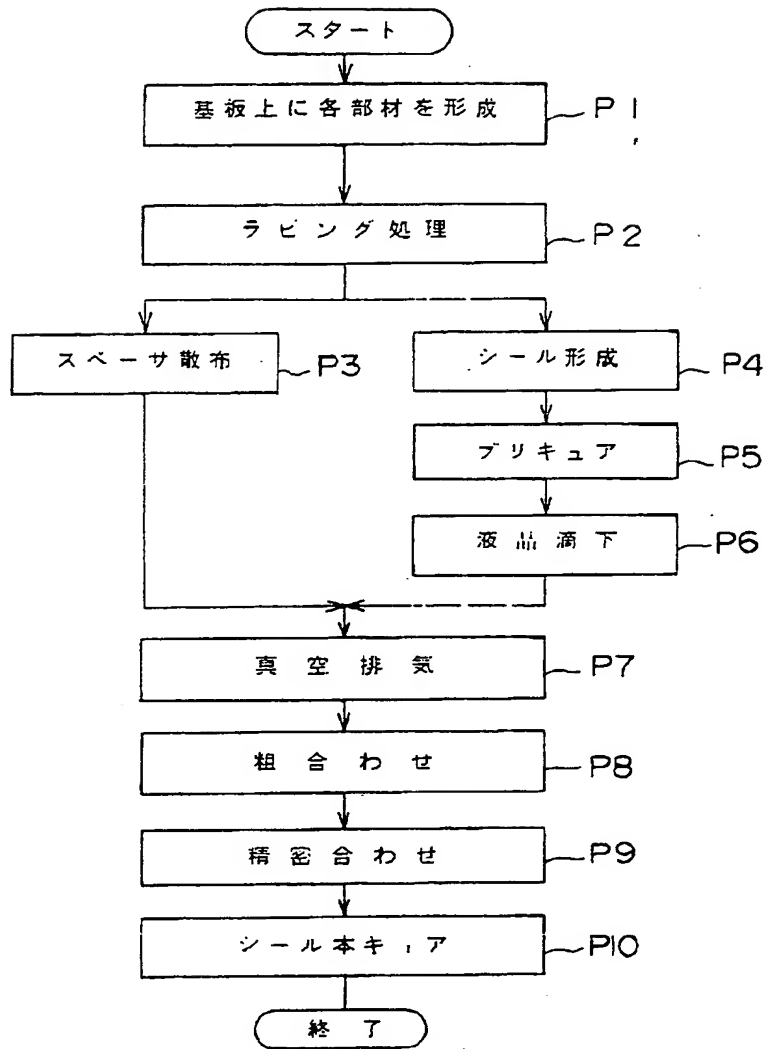 スタート
基板上に各部材を形成 P1
ラビング処理 P2
スペーサ散布 P3
シール形成 P4
プリキュア P5
液晶滴下 P6
真空排気 P7
粗合わせ P8
精密合わせ P9
シール本キュア P10
終了